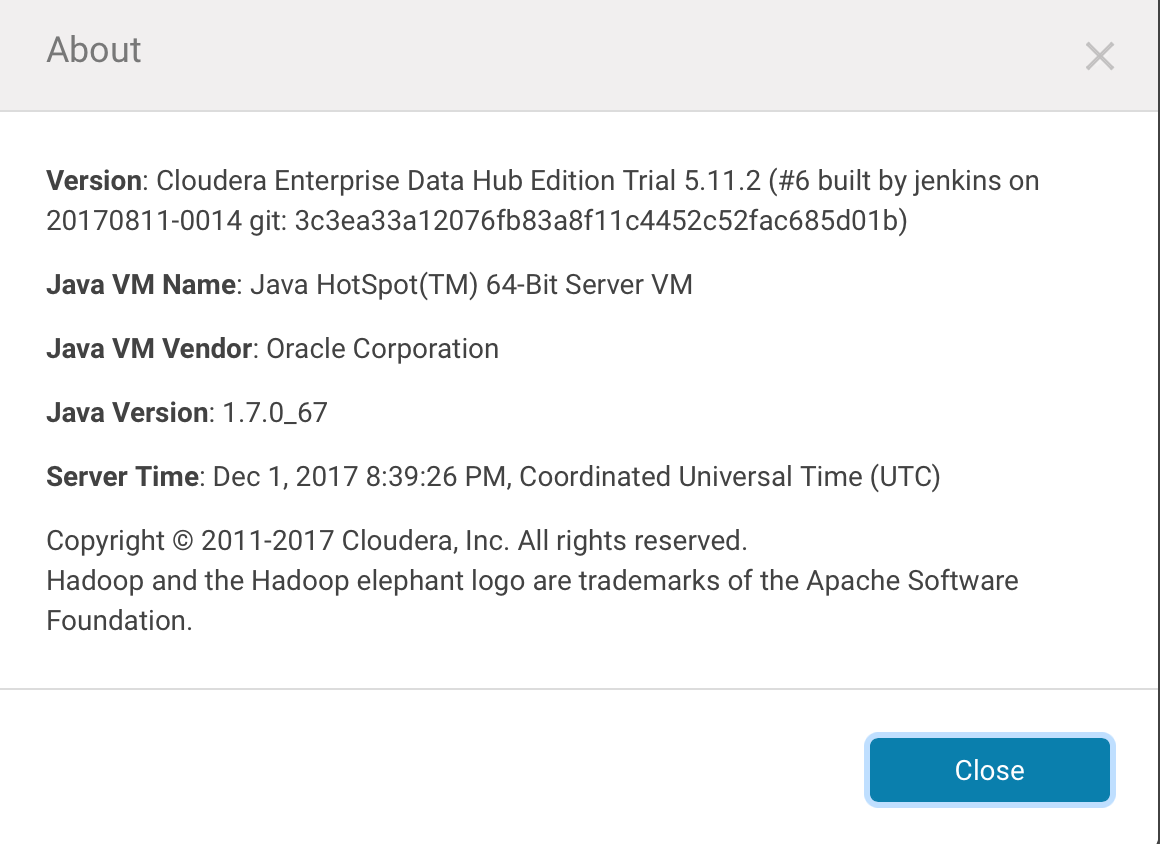 About
Version: Cloudera Enterprise Data Hub Edition Trial 5.11.2 (#6 built by jenkins on
20170811-0014 git: 3c3ea33a12076fb83a8f11c4452c52fac685d01b)
Java VM Name: Java HotSpot(TM) 64-Bit Server VM
Java VM Vendor: Oracle Corporation
Java Version: 1.7.0_67
Server Time: Dec 1, 2017 8:39:26 PM, Coordinated Universal Time (UTC)
Copyright © 2011-2017 Cloudera, Inc. All rights reserved.
Hadoop and the Hadoop elephant logo are trademarks of the Apache Software
Foundation.
Close